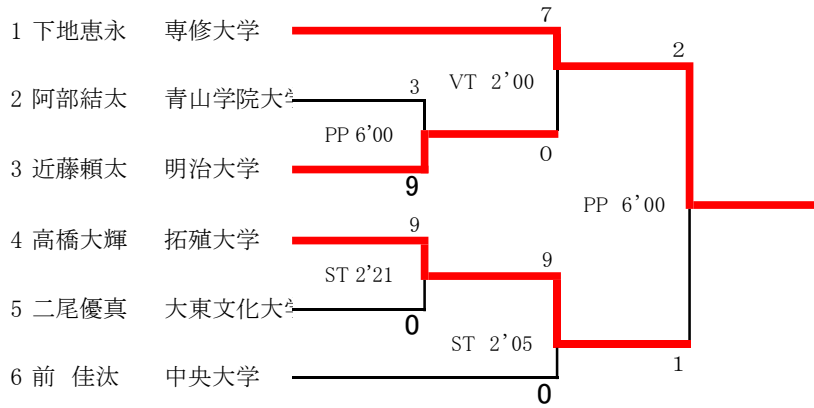 7
1 下地恵永 専修大学
2
VT 2’00
3
2 阿部結太 青山学院大学
PP 6’00
0
3 近藤頼太 明治大学
9
PP 6’00
9
4 高橋大輝 拓殖大学
9
ST 2’21
5 二尾優真 大東文化大学
0
ST 2’05
1
6 前 佳汰 中央大学
0